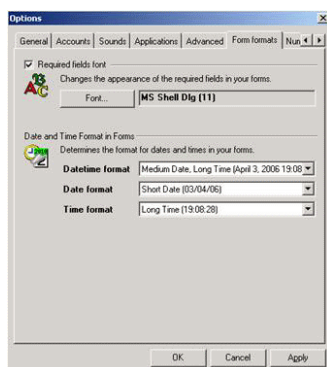 Options
General Accounts Sounds Applications Advanced Form formats Nun
Required fields font
Changes the appearance of the required fields in your forms.
Font... MS Shell Dlg (11)
Date and Time Format in Forms
Determines the format for dates and times in your forms.
Datetime format Medium Date, Long Time (April 3, 2006 19:08
Date format Short Date (03/04/06)
Time format Long Time (19:08:28)
OK Cancel Apply